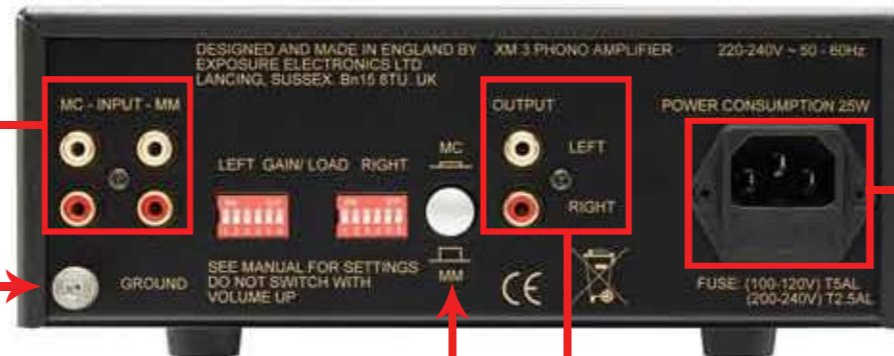 DESIGNED AND MADE IN ENGLAND BY
EXPOSURE ELECTRONICS LTD
LANCING, SUSSEX. Bn15 8TU. UK
XM 3 PHONO AMPLIFIER
220-240V ~ 50 - 60Hz
MC - INPUT - MM
OUTPUT
POWER CONSUMPTION 25W
MC
LEFT
LEFT GAIN/ LOAD RIGHT
RIGHT
GROUND
SEE MANUAL FOR SETTINGS
DO NOT SWITCH WITH
VOLUME UP
MM
CE
FUSE: (100-120V) T5AL
(200-240V) T2.5AL